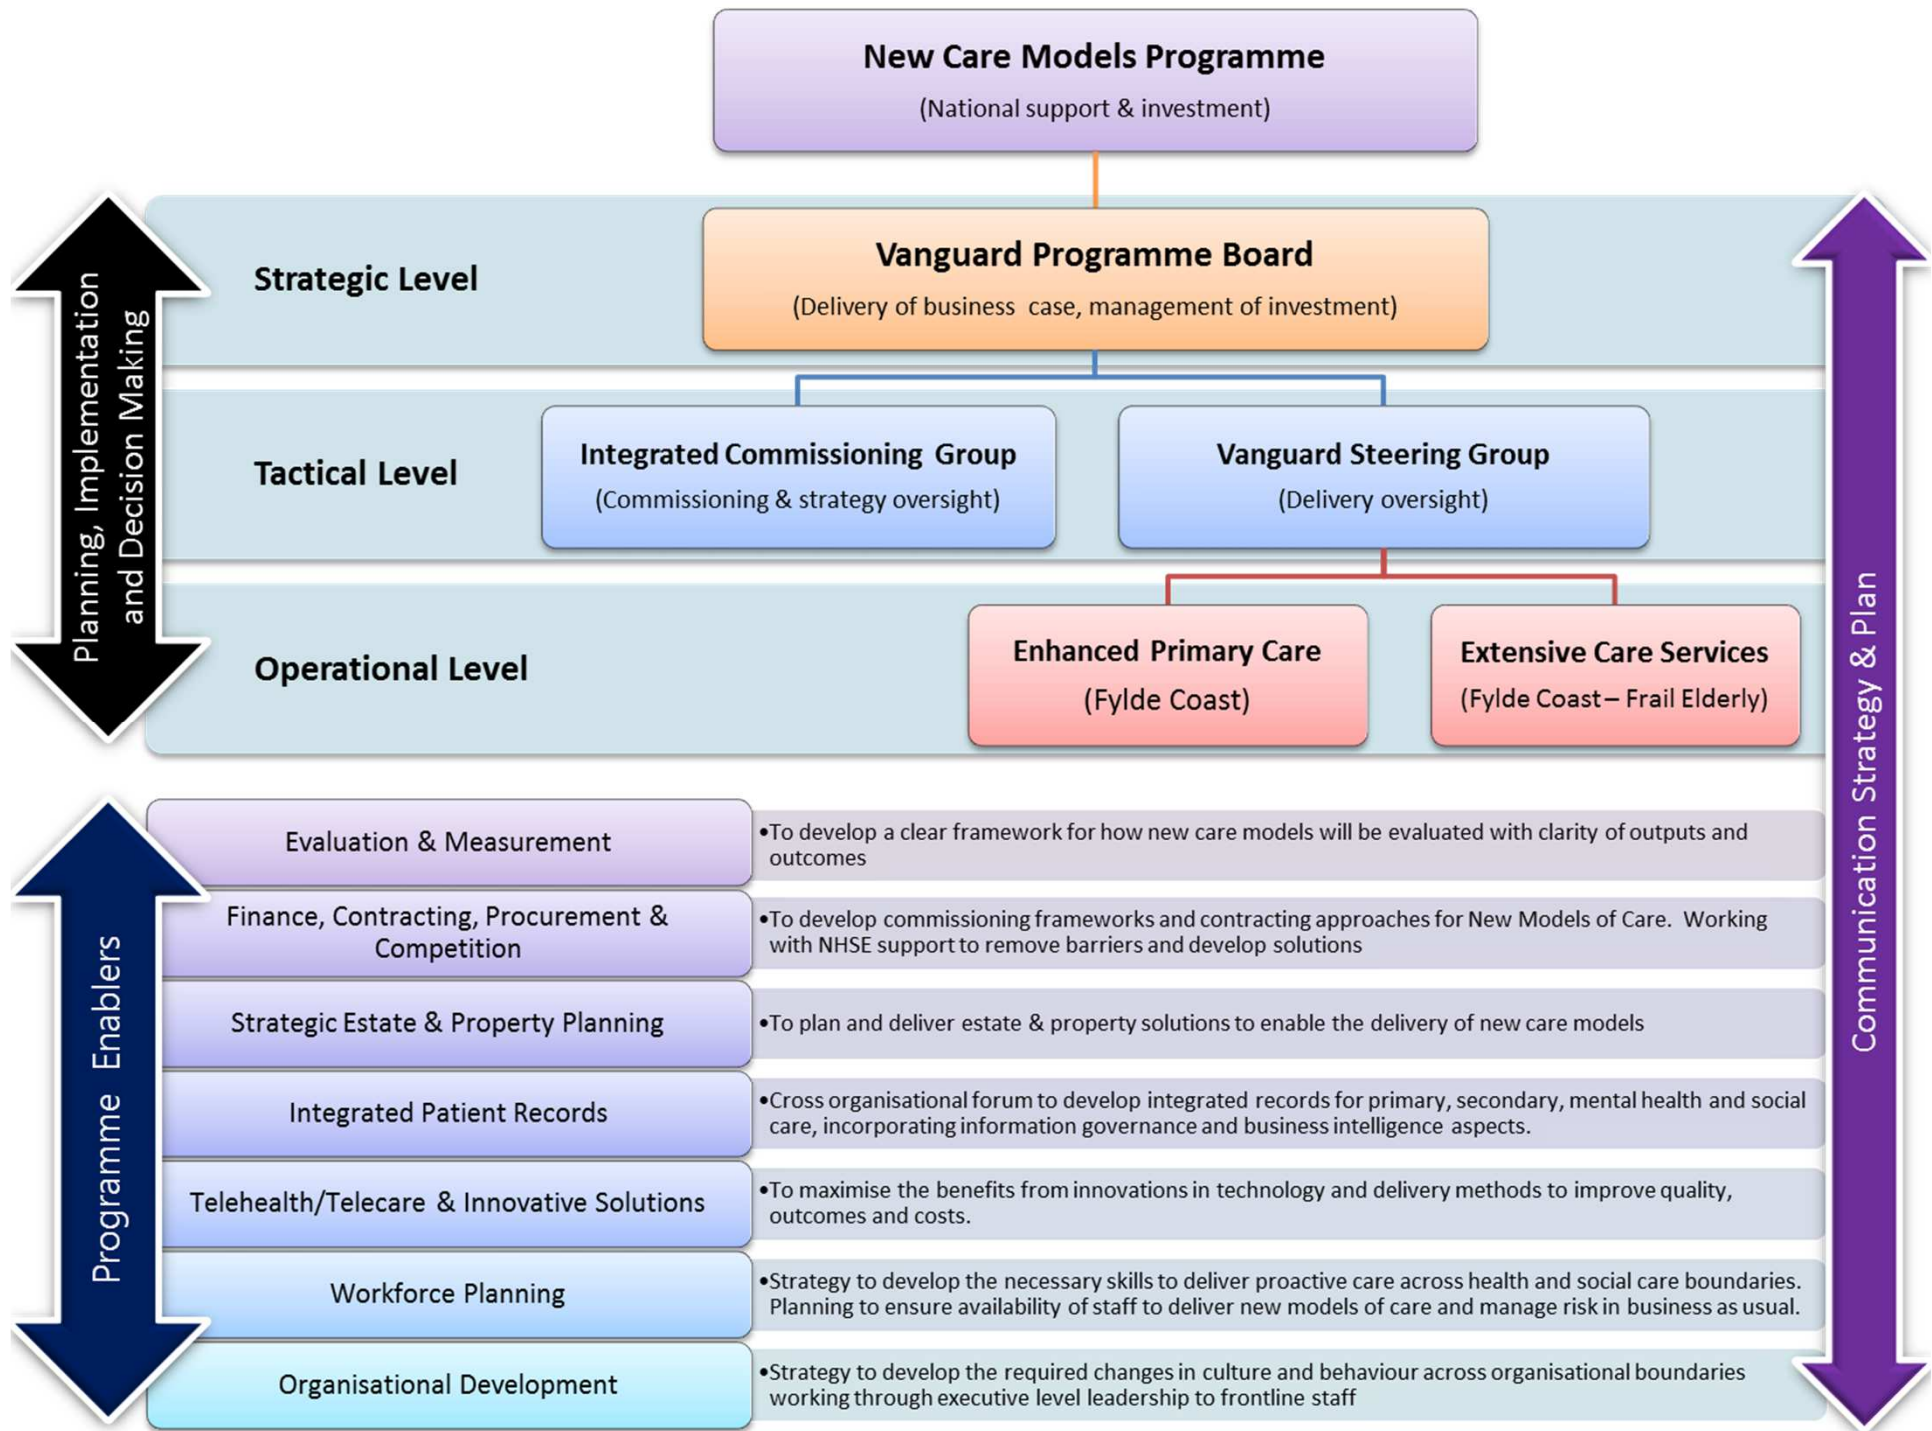 New Care Models Programme
(National support & investment)
Planning, Implementation
and Decision Making
Strategic Level
Vanguard Programme Board
(Delivery of business case, management of investment)
Tactical Level
Integrated Commissioning Group
(Commissioning & strategy oversight)
Vanguard Steering Group
(Delivery oversight)
Operational Level
Enhanced Primary Care
(Fylde Coast)
Extensive Care Services
(Fylde Coast – Frail Elderly)
Communication Strategy & Plan
Programme Enablers
Evaluation & Measurement
•To develop a clear framework for how new care models will be evaluated with clarity of outputs and
outcomes
Finance, Contracting, Procurement &
Competition
•To develop commissioning frameworks and contracting approaches for New Models of Care. Working
with NHSE support to remove barriers and develop solutions
Strategic Estate & Property Planning
•To plan and deliver estate & property solutions to enable the delivery of new care models
Integrated Patient Records
•Cross organisational forum to develop integrated records for primary, secondary, mental health and social
care, incorporating information governance and business intelligence aspects.
Telehealth/Telecare & Innovative Solutions
•To maximise the benefits from innovations in technology and delivery methods to improve quality,
outcomes and costs.
Workforce Planning
•Strategy to develop the necessary skills to deliver proactive care across health and social care boundaries.
Planning to ensure availability of staff to deliver new models of care and manage risk in business as usual.
Organisational Development
•Strategy to develop the required changes in culture and behaviour across organisational boundaries
working through executive level leadership to frontline staff